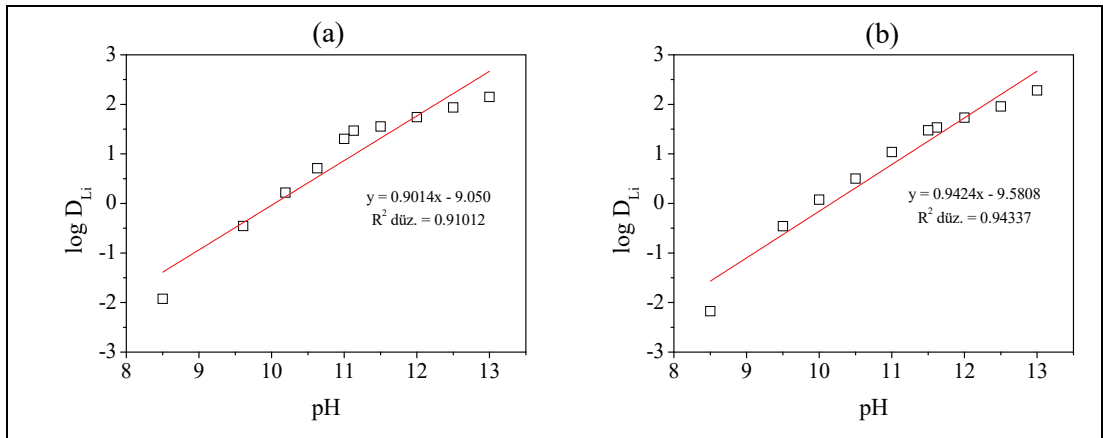 (a)
3
2
1
0
-1
-2
-3
log D_Li
y = 0.9014x - 9.050
R² düz. = 0.91012
8 9 10 11 12 13
pH
(b)
3
2
1
0
-1
-2
-3
log D_Li
y = 0.9424x - 9.5808
R² düz. = 0.94337
8 9 10 11 12 13
pH